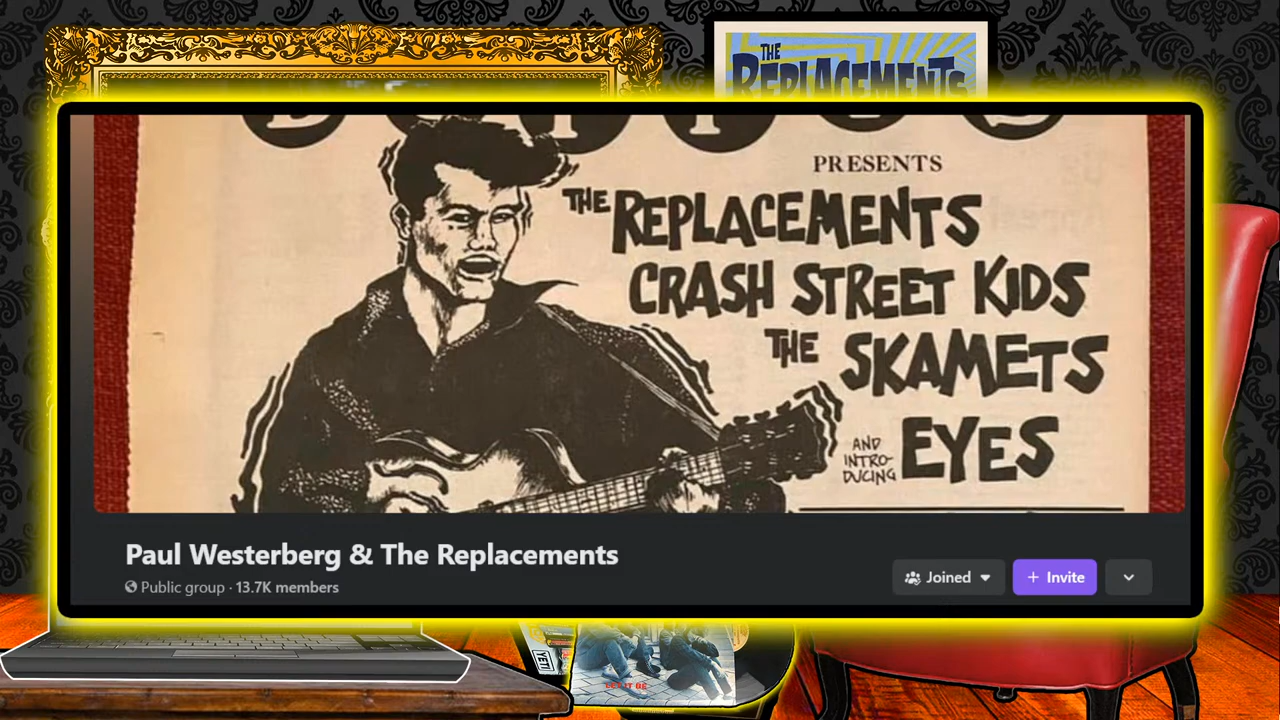 THE
REPLACEMENTS
PRESENTS
THE REPLACEMENTS
CRASH STREET KIDS
THE SKAMETS
AND
INTRO-
DUCING
EYES
Paul Westerberg & The Replacements
Public group · 13.7K members
Joined
+ Invite
YETI
LET IT BE